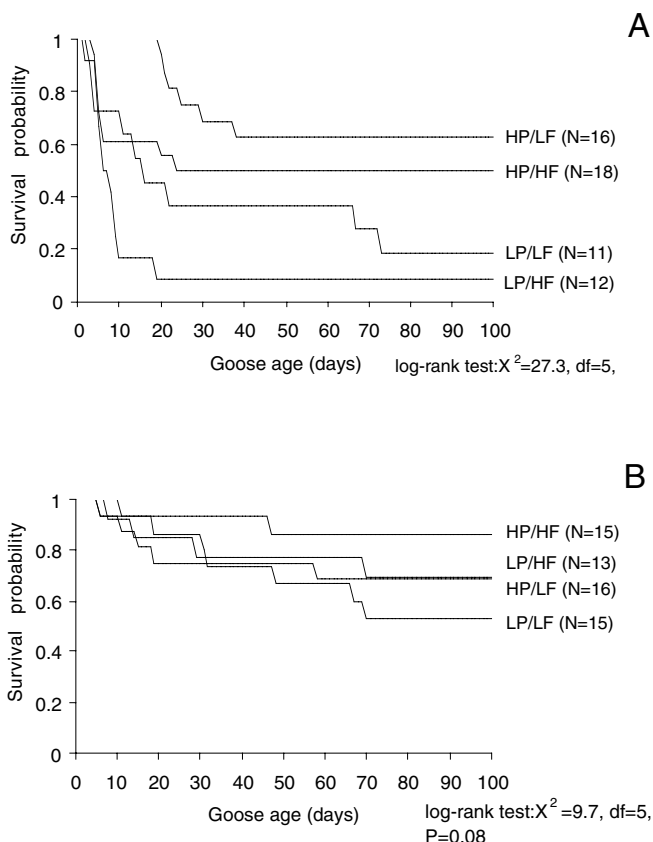 A
Survival probability
1
0.8
0.6
0.4
0.2
0
HP/LF (N=16)
HP/HF (N=18)
LP/LF (N=11)
LP/HF (N=12)
0 10 20 30 40 50 60 70 80 90 100
Goose age (days)
log-rank test:X²=27.3, df=5,
B
Survival probability
1
0.8
0.6
0.4
0.2
0
HP/HF (N=15)
LP/HF (N=13)
HP/LF (N=16)
LP/LF (N=15)
0 10 20 30 40 50 60 70 80 90 100
Goose age (days)
log-rank test:X²=9.7, df=5,
P=0.08